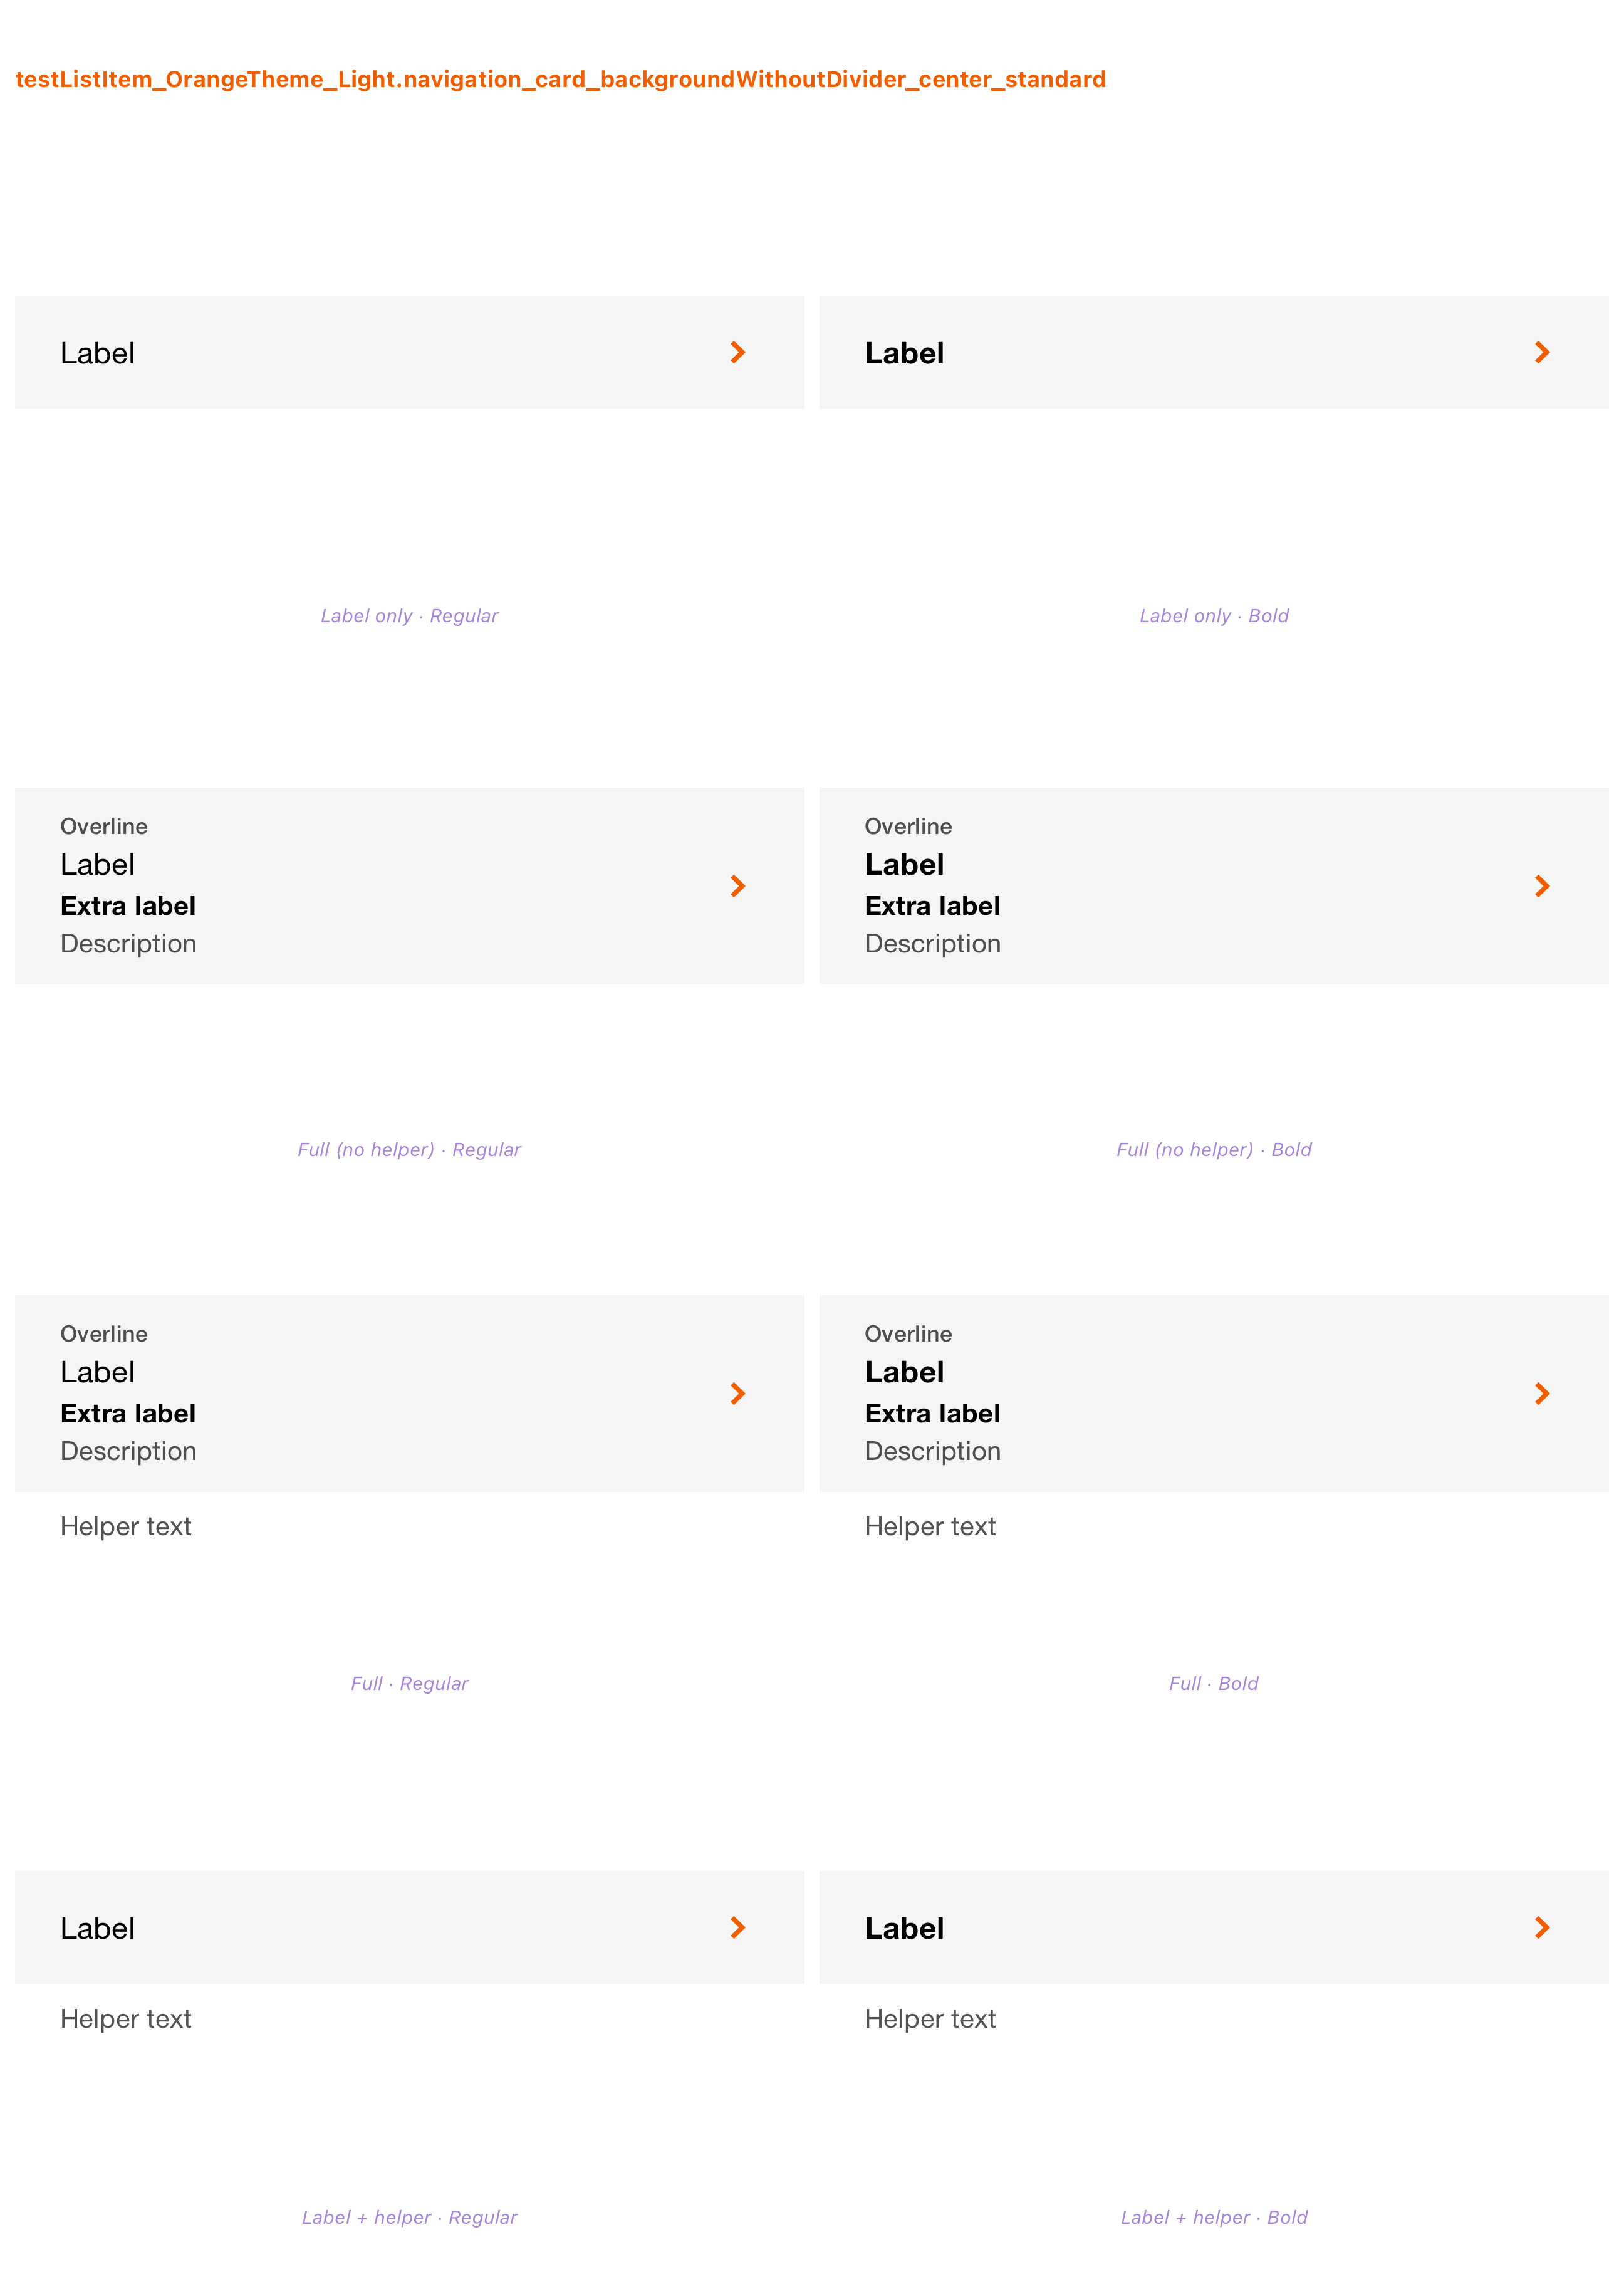 testListItem_OrangeTheme_Light.navigation_card_backgroundWithoutDivider_center_standard
Label
Label
Label only · Regular
Label only · Bold
Overline
Label
Extra label
Description
Overline
Label
Extra label
Description
Full (no helper) · Regular
Full (no helper) · Bold
Overline
Label
Extra label
Description
Helper text
Overline
Label
Extra label
Description
Helper text
Full · Regular
Full · Bold
Label
Helper text
Label
Helper text
Label + helper · Regular
Label + helper · Bold